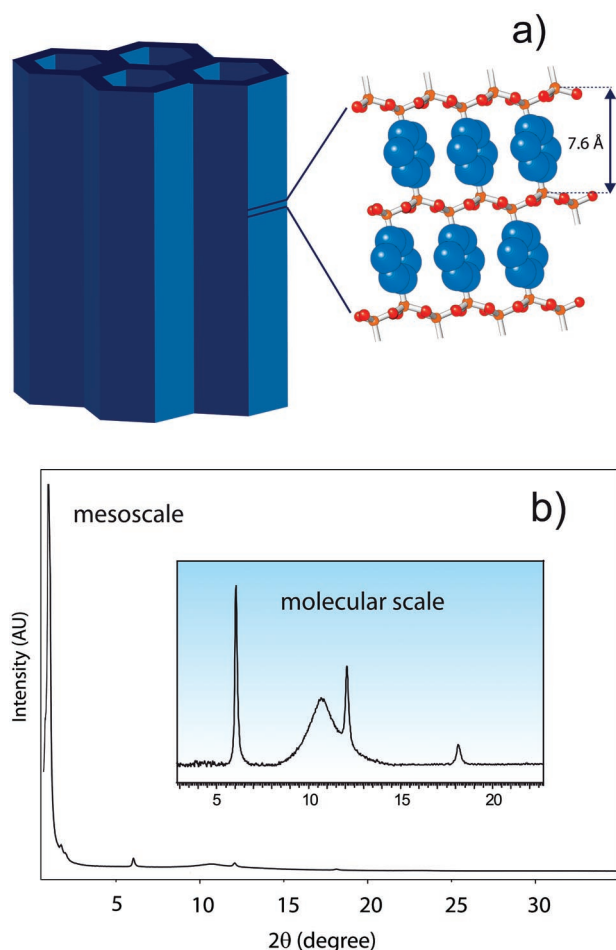 a)
7.6 Å
b)
mesoscale
molecular scale
5
10
15
20
Intensity (AU)
5
10
15
20
25
30
2θ (degree)